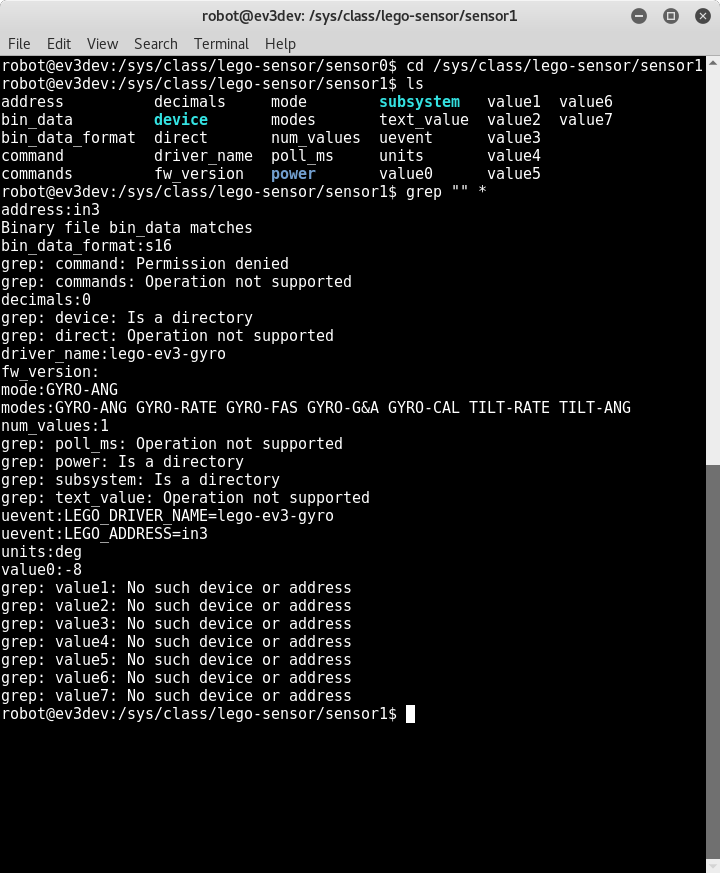 robot@ev3dev: /sys/class/lego-sensor/sensor1
File Edit View Search Terminal Help
robot@ev3dev:/sys/class/lego-sensor/sensor0$ cd /sys/class/lego-sensor/sensor1
robot@ev3dev:/sys/class/lego-sensor/sensor1$ ls
address          decimals     mode        subsystem   value1  value6
bin_data         device       modes       text_value  value2  value7
bin_data_format  direct       num_values  uevent      value3
command          driver_name  poll_ms     units       value4
commands         fw_version   power       value0      value5
robot@ev3dev:/sys/class/lego-sensor/sensor1$ grep "" *
address:in3
Binary file bin_data matches
bin_data_format:s16
grep: command: Permission denied
grep: commands: Operation not supported
decimals:0
grep: device: Is a directory
grep: direct: Operation not supported
driver_name:lego-ev3-gyro
fw_version:
mode:GYRO-ANG
modes:GYRO-ANG GYRO-RATE GYRO-FAS GYRO-G&A GYRO-CAL TILT-RATE TILT-ANG
num_values:1
grep: poll_ms: Operation not supported
grep: power: Is a directory
grep: subsystem: Is a directory
grep: text_value: Operation not supported
uevent:LEGO_DRIVER_NAME=lego-ev3-gyro
uevent:LEGO_ADDRESS=in3
units:deg
value0:-8
grep: value1: No such device or address
grep: value2: No such device or address
grep: value3: No such device or address
grep: value4: No such device or address
grep: value5: No such device or address
grep: value6: No such device or address
grep: value7: No such device or address
robot@ev3dev:/sys/class/lego-sensor/sensor1$